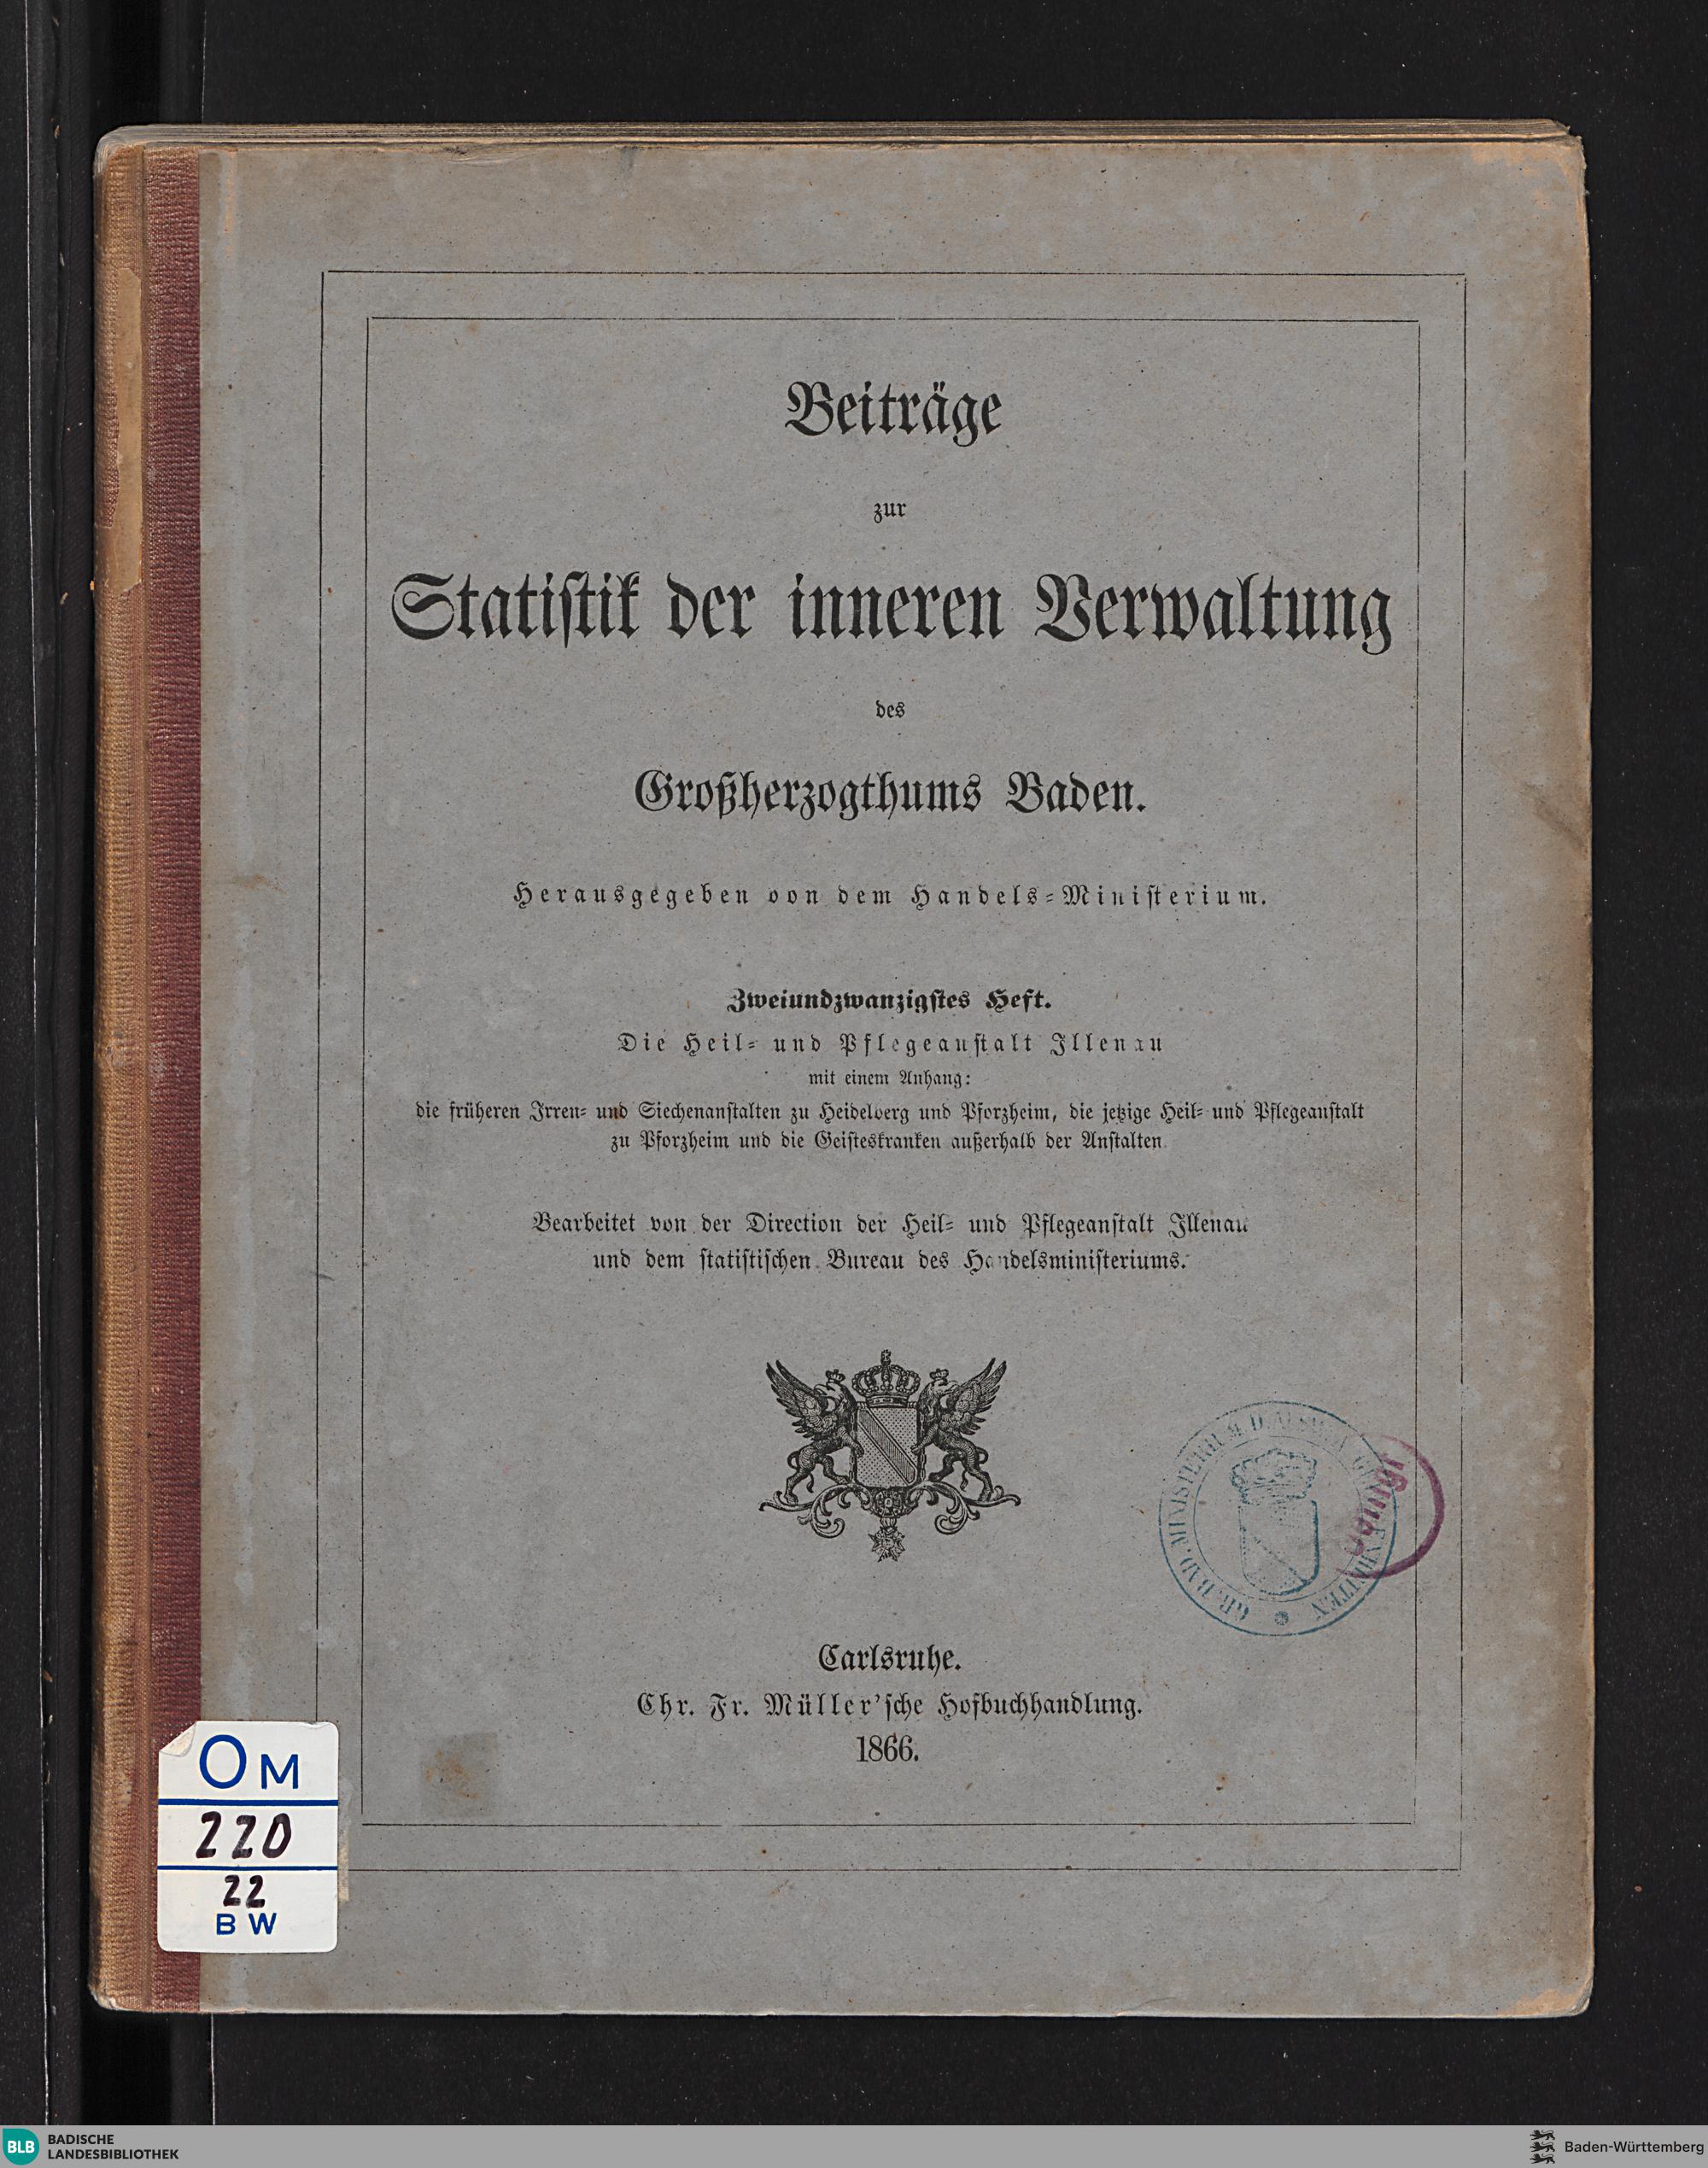 Beiträge
zur
Statistik der inneren Verwaltung
des
Großherzogthums Baden.
Herausgegeben von dem Handels-Ministerium.
Zweiundzwanzigstes Heft.
Die Heil- und Pflegeanstalt Illenau
mit einem Anhang:
die früheren Irren- und Siechenanstalten zu Heidelberg und Pforzheim, die jetzige Heil- und Pflegeanstalt
zu Pforzheim und die Geisteskranken außerhalb der Anstalten
Bearbeitet von der Direction der Heil- und Pflegeanstalt Illenau
und dem statistischen Bureau des Handelsministeriums.
GR. BAD. MINISTERIUM D.
Carlsruhe.
Chr. Fr. Müller'sche Hofbuchhandlung.
1866.
OM
220
22
BW
BLB BADISCHE
LANDESBIBLIOTHEK
Baden-Württemberg